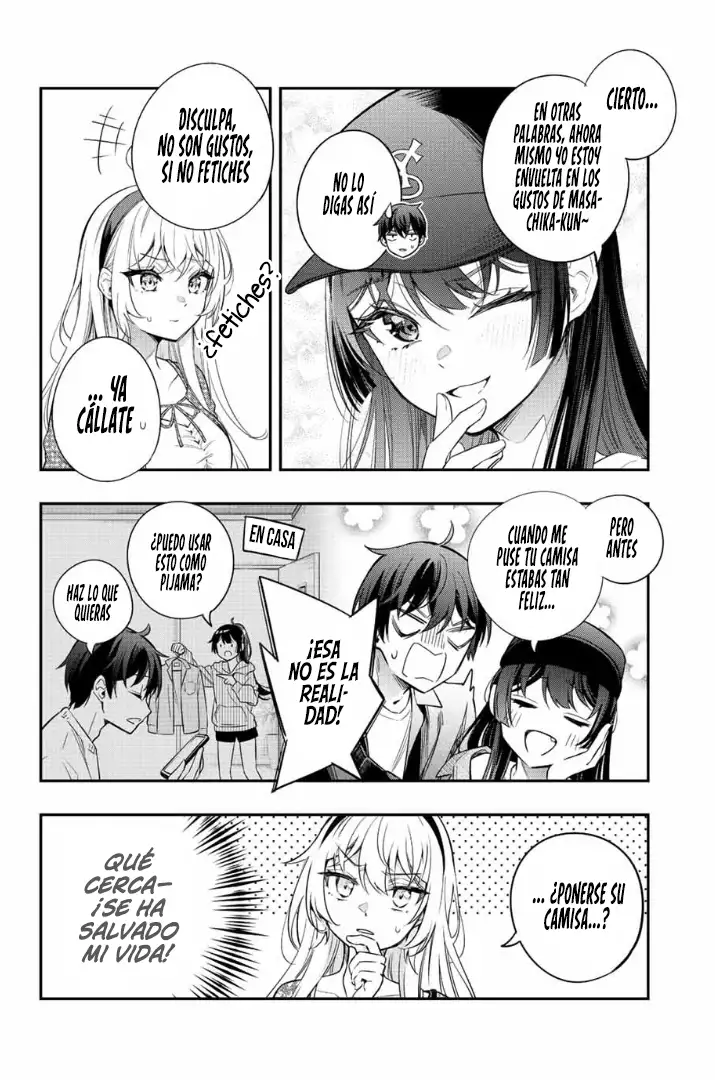 CIERTO...
EN OTRAS
PALABRAS, AHORA
MISMO YO ESTOY
ENVUELTA EN LOS
GUSTOS DE MASA-
CHIKA-KUN~
NO LO
DIGAS ASÍ
DISCULPA,
NO SON GUSTOS,
SI NO FETICHES
¿fetiches?
... YA
CÁLLATE
PERO
ANTES
CUANDO ME
PUSE TU CAMISA
ESTABAS TAN
FELIZ...
¡ESA
NO ES LA
REALI-
DAD!
EN CASA
¿PUEDO USAR
ESTO COMO
PIJAMA?
HAZ LO QUE
QUIERAS
... ¿PONERSE SU
CAMISA...?
QUÉ
CERCA—
¡SE HA
SALVADO
MI VIDA!